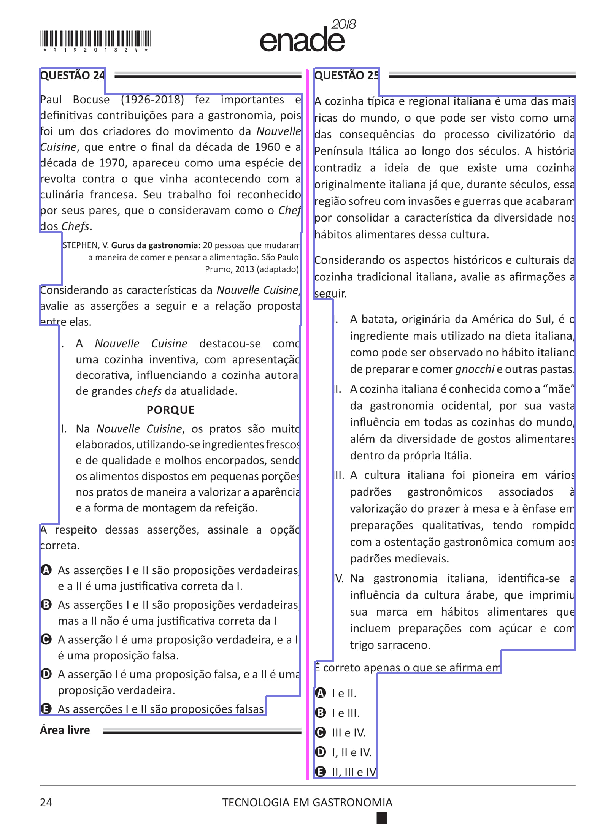 *R19201824*
enade2018
QUESTÃO 24
Paul Bocuse (1926-2018) fez importantes e
definitivas contribuições para a gastronomia, pois
foi um dos criadores do movimento da Nouvelle
Cuisine, que entre o final da década de 1960 e a
década de 1970, apareceu como uma espécie de
revolta contra o que vinha acontecendo com a
culinária francesa. Seu trabalho foi reconhecido
por seus pares, que o consideravam como o Chef
dos Chefs.
STEPHEN, V. Gurus da gastronomia: 20 pessoas que mudaram
a maneira de comer e pensar a alimentação. São Paulo:
Prumo, 2013 (adaptado)
Considerando as características da Nouvelle Cuisine,
avalie as asserções a seguir e a relação proposta
entre elas.
I. A Nouvelle Cuisine destacou-se como
uma cozinha inventiva, com apresentação
decorativa, influenciando a cozinha autoral
de grandes chefs da atualidade.
PORQUE
II. Na Nouvelle Cuisine, os pratos são muito
elaborados, utilizando-se ingredientes frescos
e de qualidade e molhos encorpados, sendo
os alimentos dispostos em pequenas porções
nos pratos de maneira a valorizar a aparência
e a forma de montagem da refeição.
A respeito dessas asserções, assinale a opção
correta.
A As asserções I e II são proposições verdadeiras,
e a II é uma justificativa correta da I.
B As asserções I e II são proposições verdadeiras,
mas a II não é uma justificativa correta da I
C A asserção I é uma proposição verdadeira, e a II
é uma proposição falsa.
D A asserção I é uma proposição falsa, e a II é uma
proposição verdadeira.
E As asserções I e II são proposições falsas
Área livre
QUESTÃO 25
A cozinha típica e regional italiana é uma das mais
ricas do mundo, o que pode ser visto como uma
das consequências do processo civilizatório da
Península Itálica ao longo dos séculos. A história
contradiz a ideia de que existe uma cozinha
originalmente italiana já que, durante séculos, essa
região sofreu com invasões e guerras que acabaram
por consolidar a característica da diversidade nos
hábitos alimentares dessa cultura.
Considerando os aspectos históricos e culturais da
cozinha tradicional italiana, avalie as afirmações a
seguir.
I. A batata, originária da América do Sul, é o
ingrediente mais utilizado na dieta italiana,
como pode ser observado no hábito italiano
de preparar e comer gnocchi e outras pastas.
II. A cozinha italiana é conhecida como a “mãe”
da gastronomia ocidental, por sua vasta
influência em todas as cozinhas do mundo,
além da diversidade de gostos alimentares
dentro da própria Itália.
III. A cultura italiana foi pioneira em vários
padrões gastronômicos associados à
valorização do prazer à mesa e à ênfase em
preparações qualitativas, tendo rompido
com a ostentação gastronômica comum aos
padrões medievais.
IV. Na gastronomia italiana, identifica-se a
influência da cultura árabe, que imprimiu
sua marca em hábitos alimentares que
incluem preparações com açúcar e com
trigo sarraceno.
É correto apenas o que se afirma em
A I e II.
B I e III.
C III e IV.
D I, II e IV.
E II, III e IV
24
TECNOLOGIA EM GASTRONOMIA